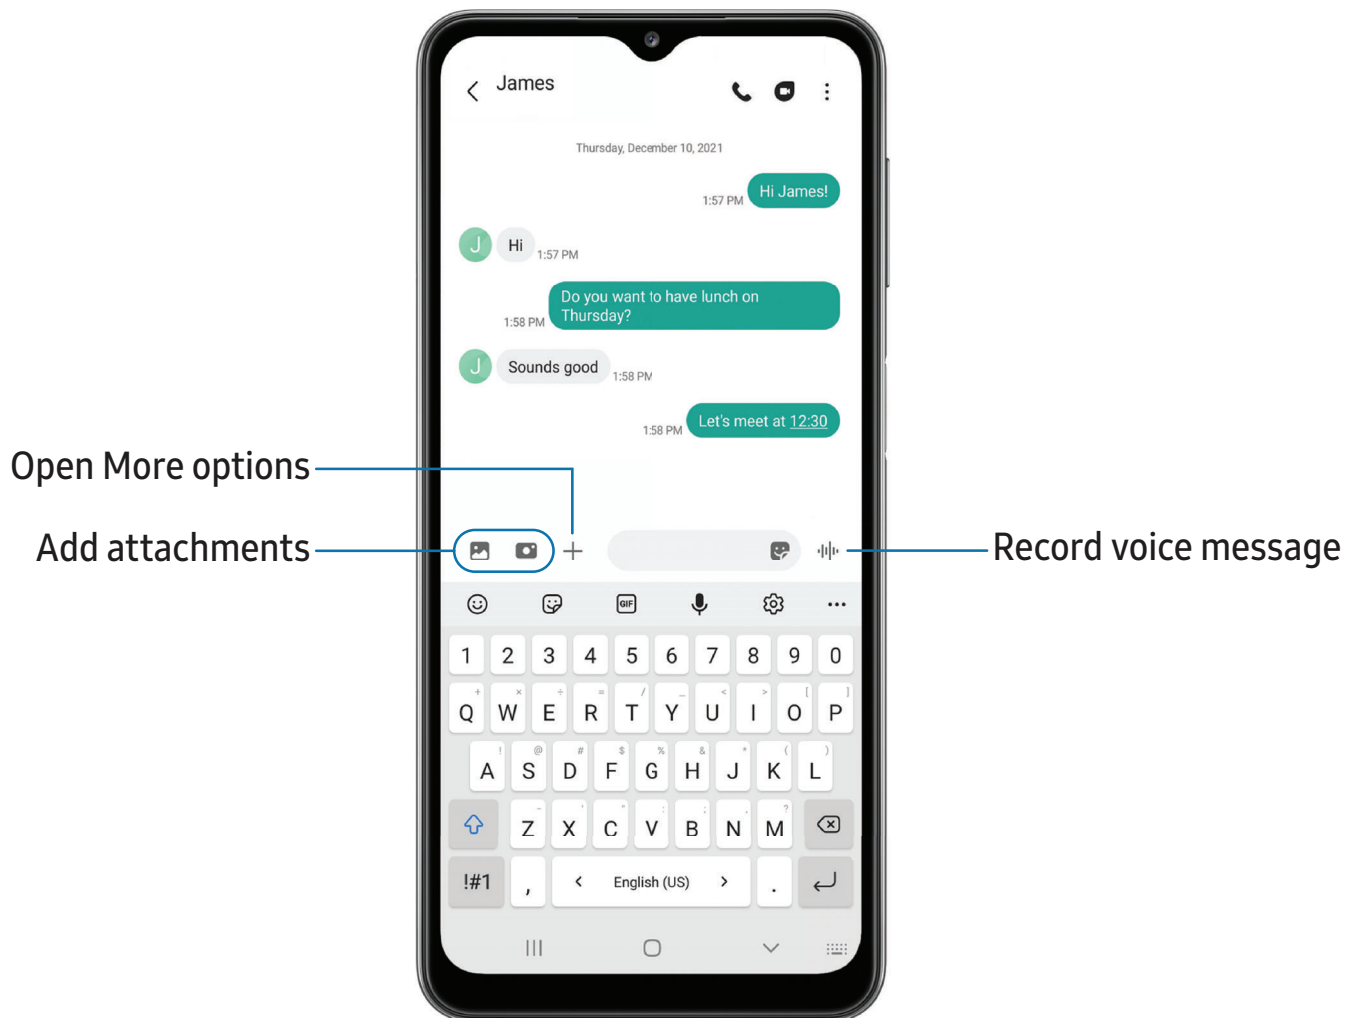 James
Thursday, December 10, 2021
1:57 PM Hi James!
J Hi 1:57 PM
Do you want to have lunch on
1:58 PM Thursday?
J Sounds good 1:58 PM
1:58 PM Let's meet at 12:30
Open More options
Add attachments
Record voice message
GIF
1 2 3 4 5 6 7 8 9 0
+ × ÷ = / _ < > [ ]
Q W E R T Y U I O P
! @ # $ % & * ( )
A S D F G H J K L
- ' " : ; , ?
Z X C V B N M
!#1 , < English (US) > .